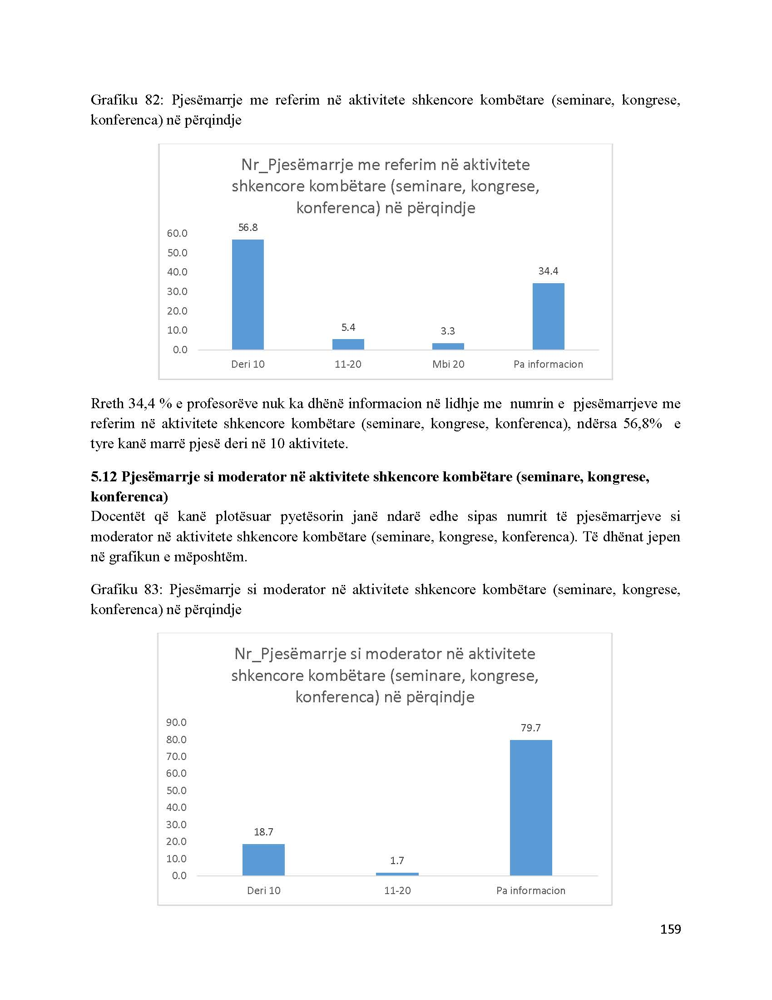 Grafiku 82: Pjesëmarrje me referim në aktivitete shkencore kombëtare (seminare, kongrese,
konferenca) në përqindje
Nr_Pjesëmarrje me referim në aktivitete
shkencore kombëtare (seminare, kongrese,
konferenca) në përqindje
60.0
50.0
40.0
30.0
20.0
10.0
0.0
56.8
5.4
3.3
34.4
Deri 10
11-20
Mbi 20
Pa informacion
Rreth 34,4 % e profesorëve nuk ka dhënë informacion në lidhje me numrin e pjesëmarrjeve me
referim në aktivitete shkencore kombëtare (seminare, kongrese, konferenca), ndërsa 56,8% e
tyre kanë marrë pjesë deri në 10 aktivitete.
5.12 Pjesëmarrje si moderator në aktivitete shkencore kombëtare (seminare, kongrese,
konferenca)
Docentët që kanë plotësuar pyetësorin janë ndarë edhe sipas numrit të pjesëmarrjeve si
moderator në aktivitete shkencore kombëtare (seminare, kongrese, konferenca). Të dhënat jepen
në grafikun e mëposhtëm.
Grafiku 83: Pjesëmarrje si moderator në aktivitete shkencore kombëtare (seminare, kongrese,
konferenca) në përqindje
Nr_Pjesëmarrje si moderator në aktivitete
shkencore kombëtare (seminare, kongrese,
konferenca) në përqindje
90.0
80.0
70.0
60.0
50.0
40.0
30.0
20.0
10.0
0.0
18.7
1.7
79.7
Deri 10
11-20
Pa informacion
159